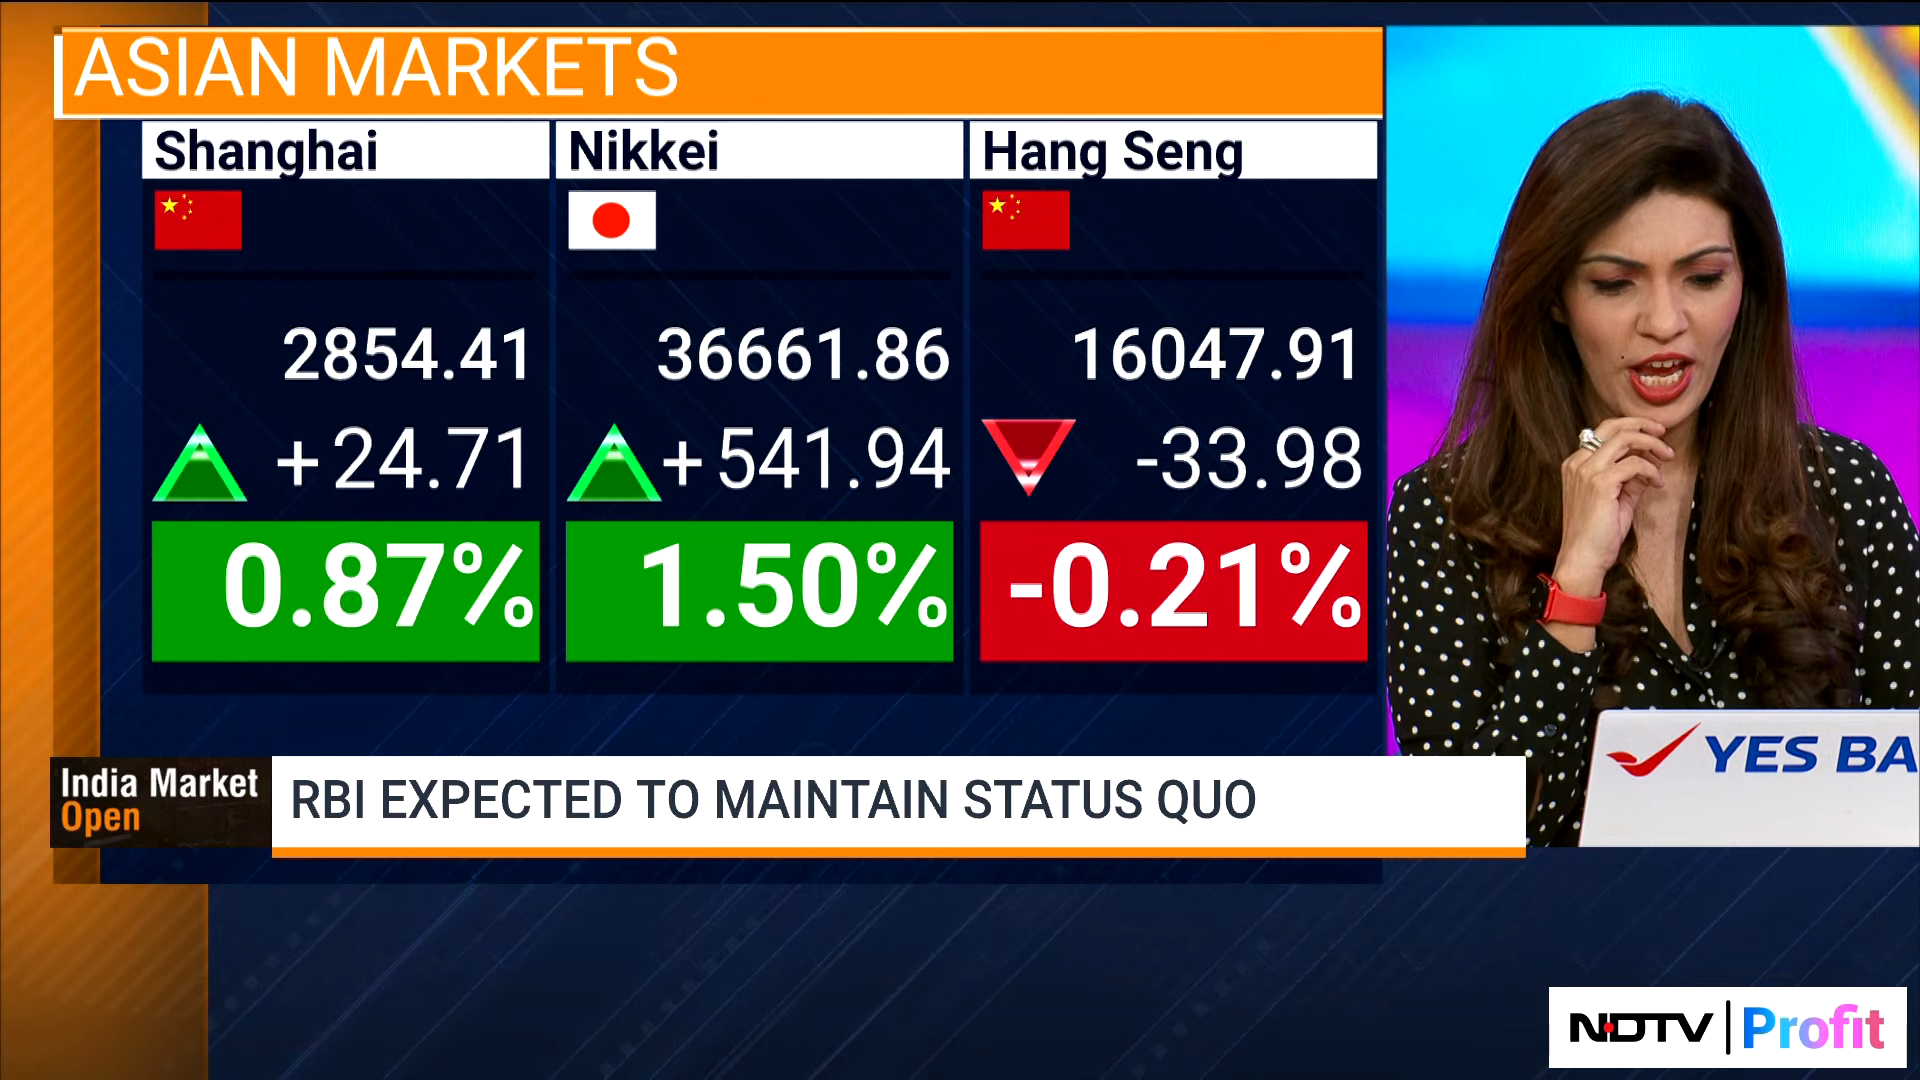 ASIAN MARKETS
Shanghai
Nikkei
Hang Seng
2854.41
36661.86
16047.91
+24.71
+541.94
-33.98
0.87%
1.50%
-0.21%
India Market
Open
RBI EXPECTED TO MAINTAIN STATUS QUO
YES BA
NDTV | Profit